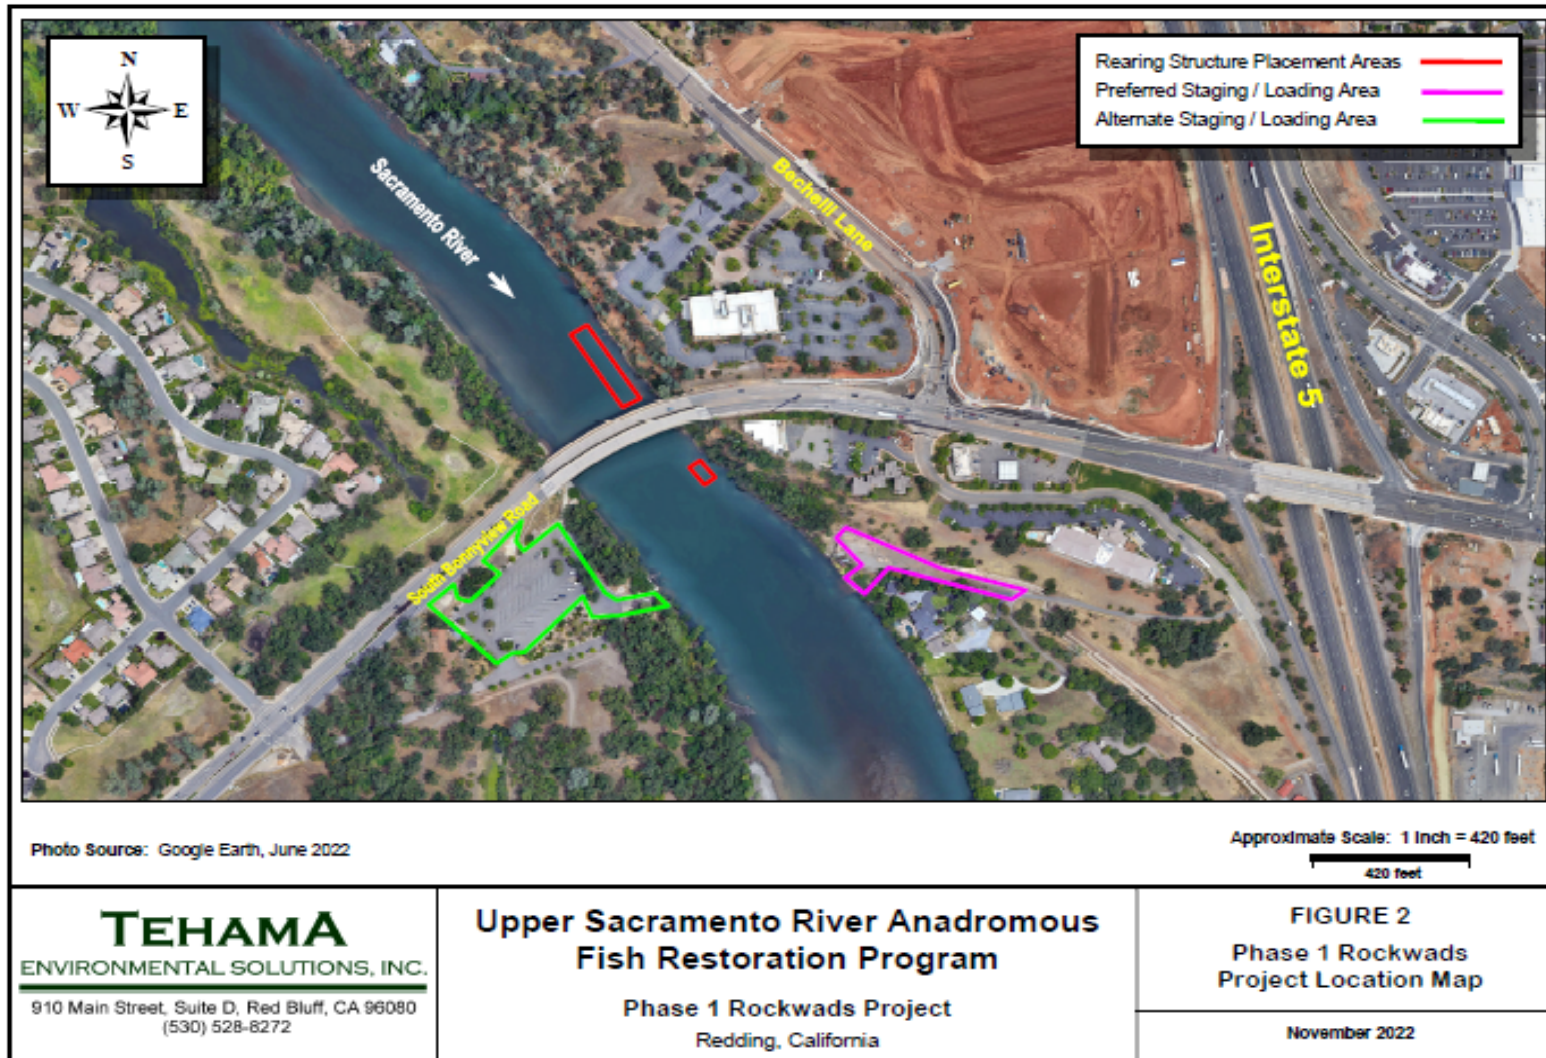 N
W E
S
Rearing Structure Placement Areas
Preferred Staging / Loading Area
Alternate Staging / Loading Area
Sacramento River
Bechelli Lane
Interstate 5
South Bonnyview Road
Photo Source: Google Earth, June 2022
Approximate Scale: 1 inch = 420 feet
420 feet
TEHAMA
ENVIRONMENTAL SOLUTIONS, INC.
910 Main Street, Suite D, Red Bluff, CA 96080
(530) 528-8272
Upper Sacramento River Anadromous
Fish Restoration Program
Phase 1 Rockwads Project
Redding, California
FIGURE 2
Phase 1 Rockwads
Project Location Map
November 2022